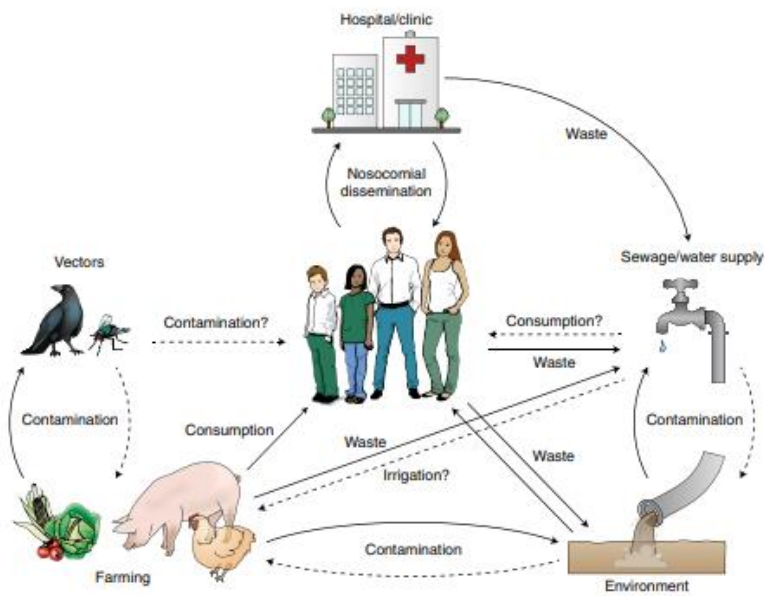 Hospital/clinic
Waste
Nosocomial
dissemination
Vectors
Sewage/water supply
Contamination?
Consumption?
Waste
Contamination
Consumption
Waste
Contamination
Irrigation?
Waste
Contamination
Farming
Environment